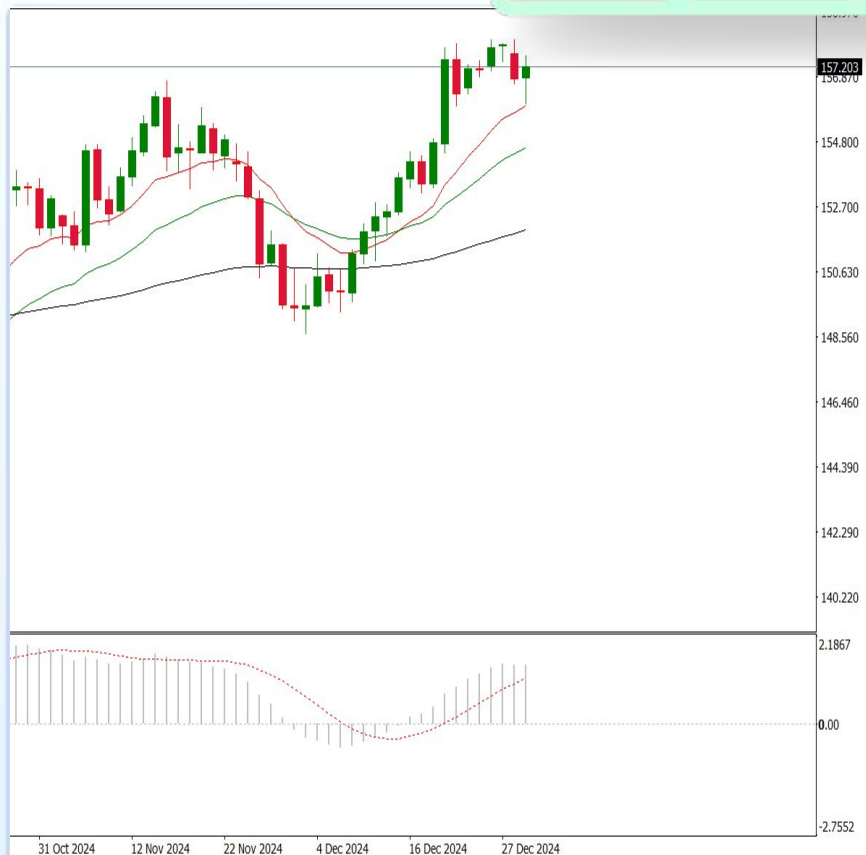 157.203
156.870
154.800
152.700
150.630
148.560
146.460
144.390
142.290
140.220
2.1867
0.00
-2.7552
31 Oct 2024
12 Nov 2024
22 Nov 2024
4 Dec 2024
16 Dec 2024
27 Dec 2024